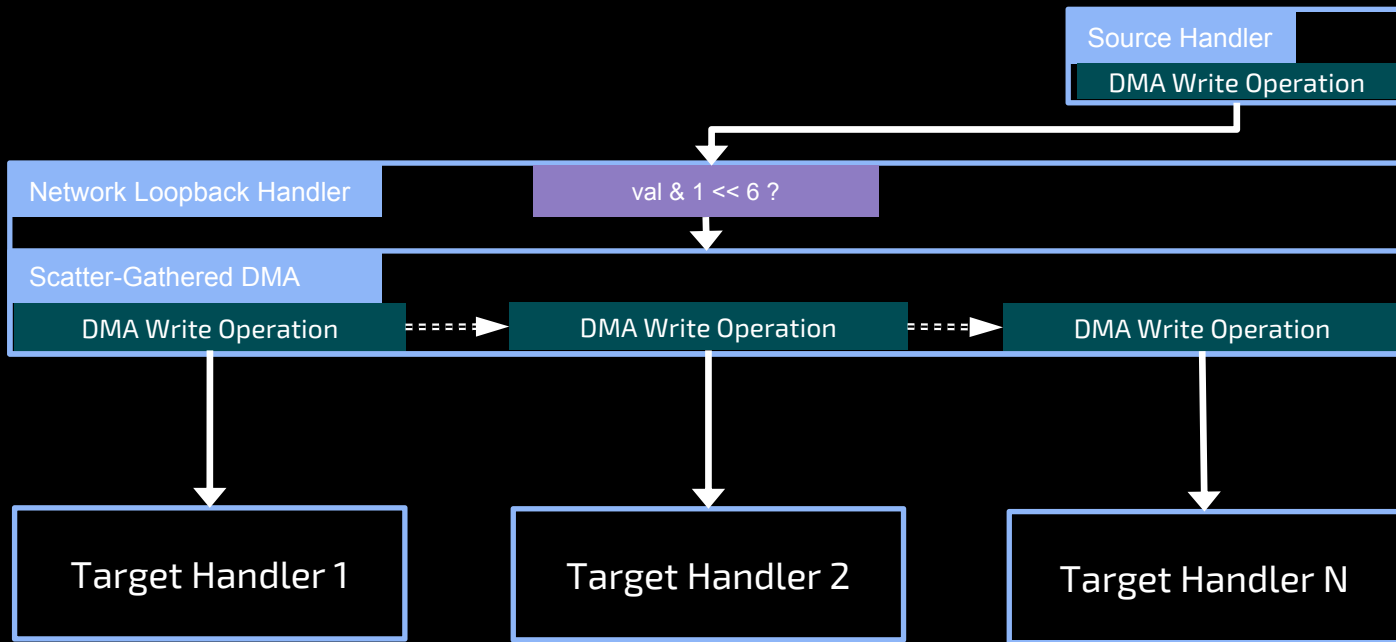 Source Handler
DMA Write Operation
Network Loopback Handler
val & 1 << 6 ?
Scatter-Gathered DMA
DMA Write Operation
DMA Write Operation
DMA Write Operation
Target Handler 1
Target Handler 2
Target Handler N